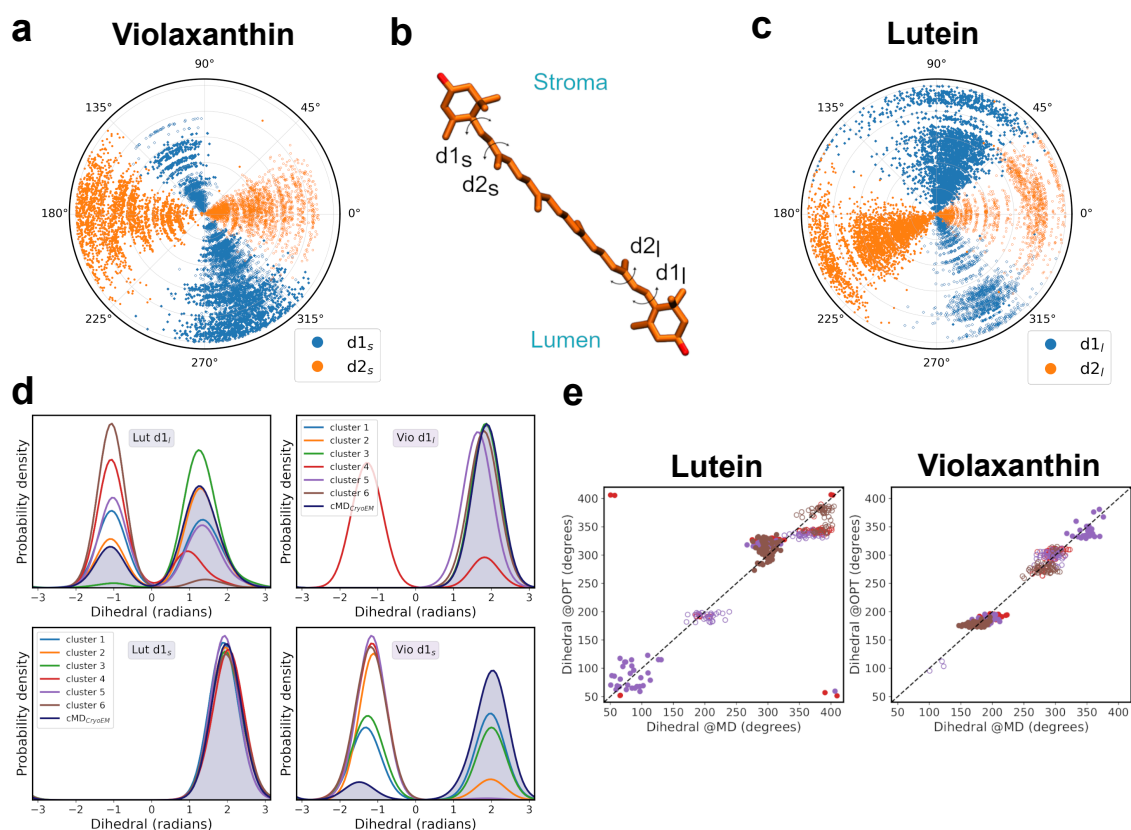 a
Violaxanthin
90°
135°
45°
180°
0°
225°
315°
270°
d1s
d2s
b
Stroma
d1s
d2s
d2l
d1l
Lumen
c
Lutein
90°
135°
45°
180°
0°
225°
315°
270°
d1l
d2l
d
Probability density
Lut d1l
−3 −2 −1 0 1 2 3
Dihedral (radians)
Probability density
Vio d1l
cluster 1
cluster 2
cluster 3
cluster 4
cluster 5
cluster 6
cMDCryoEM
−3 −2 −1 0 1 2 3
Dihedral (radians)
Probability density
Lut d1s
cluster 1
cluster 2
cluster 3
cluster 4
cluster 5
cluster 6
cMDCryoEM
−3 −2 −1 0 1 2 3
Dihedral (radians)
Probability density
Vio d1s
−3 −2 −1 0 1 2 3
Dihedral (radians)
e
Lutein
Dihedral @OPT (degrees)
400
350
300
250
200
150
100
50
50 100 150 200 250 300 350 400
Dihedral @MD (degrees)
Violaxanthin
Dihedral @OPT (degrees)
400
350
300
250
200
150
100
50
50 100 150 200 250 300 350 400
Dihedral @MD (degrees)